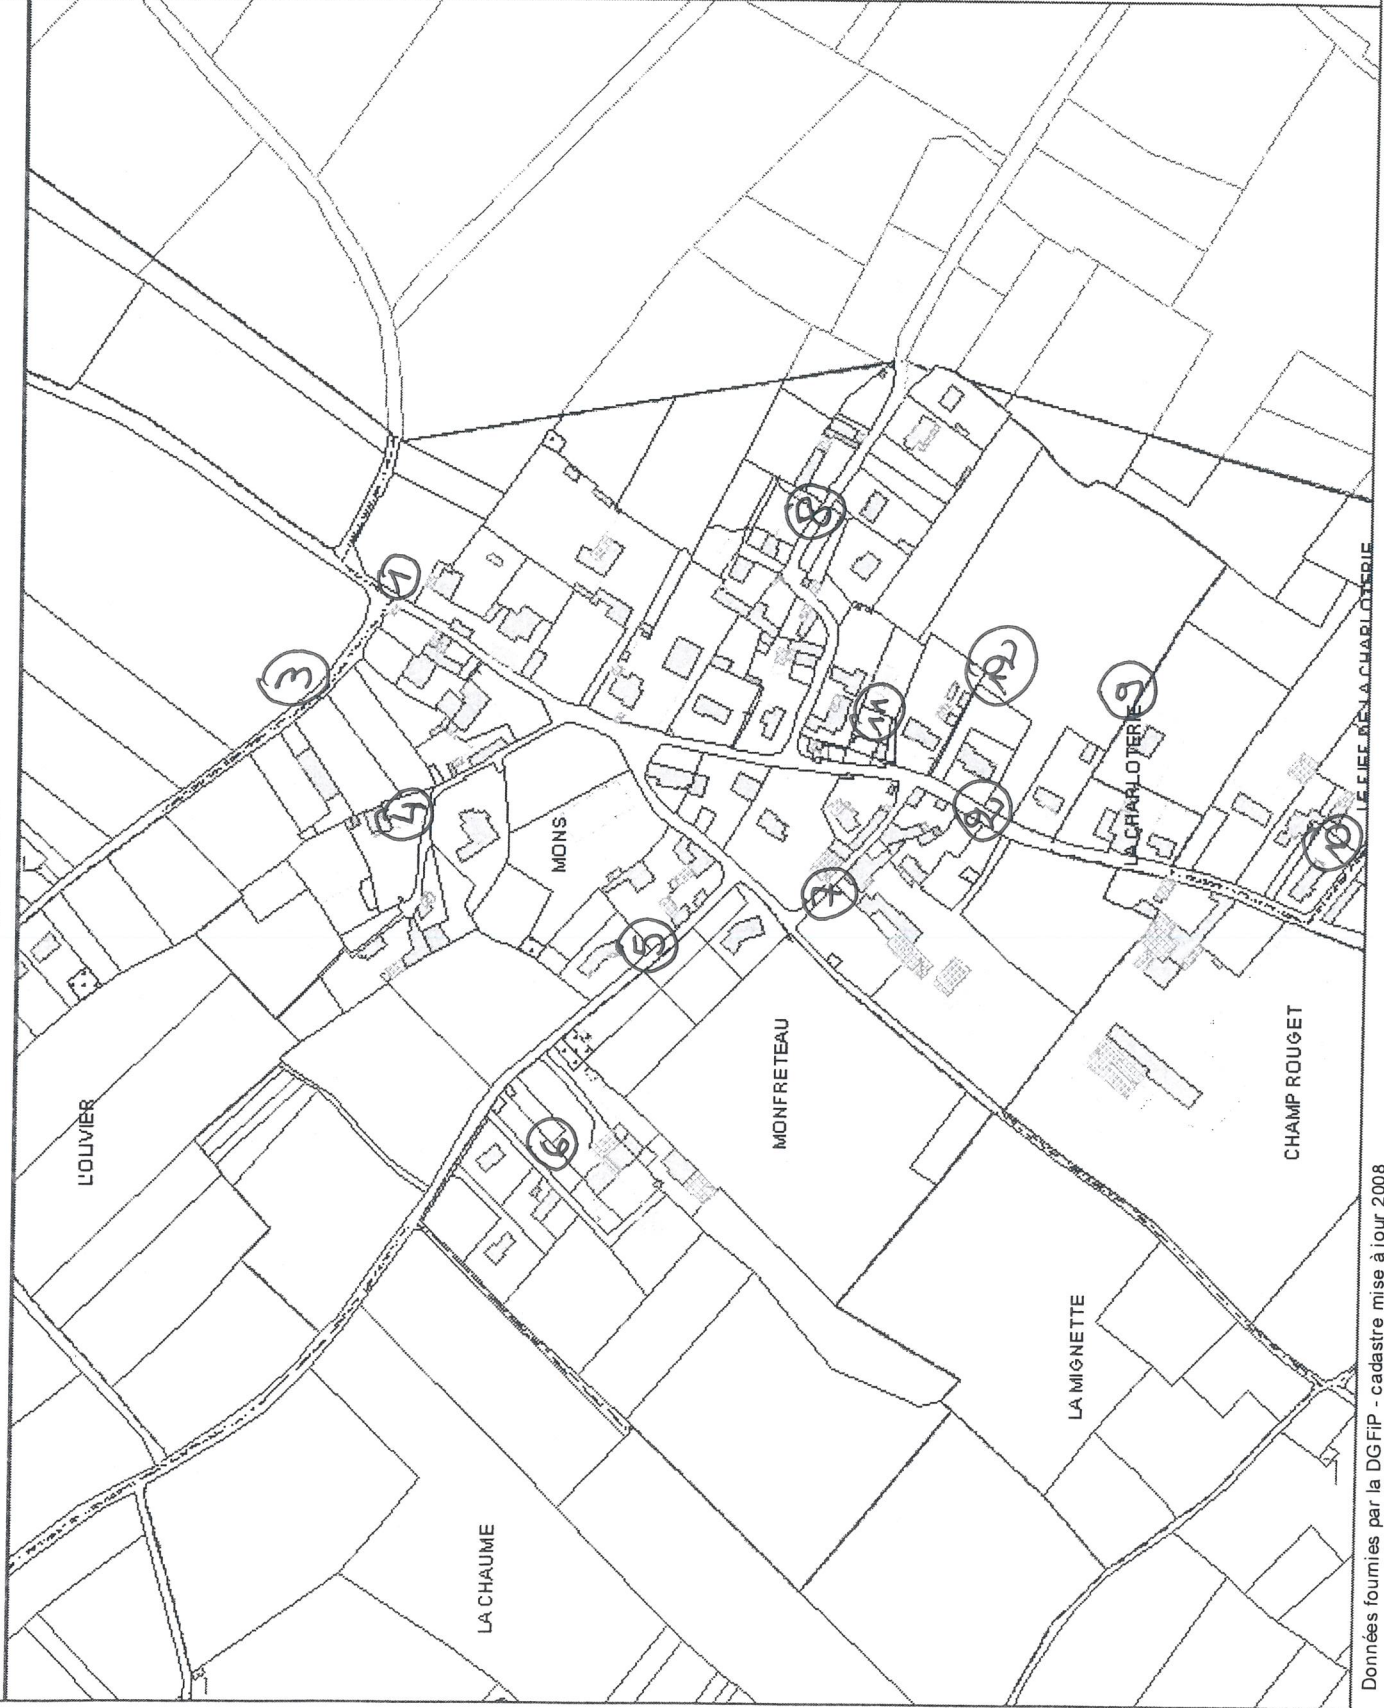 L'OLIVIER
3
1
4
LA CHAUME
6
MONS
5
MONFRETEAU
8
7
11
2
12
LA MIGNETTE
9
LA CHARLOTERIE
CHAMP ROUGET
10
LE FIEF DE LA CHARLOTERIE
Données fournies par la DGFiP - cadastre mise à jour 2008